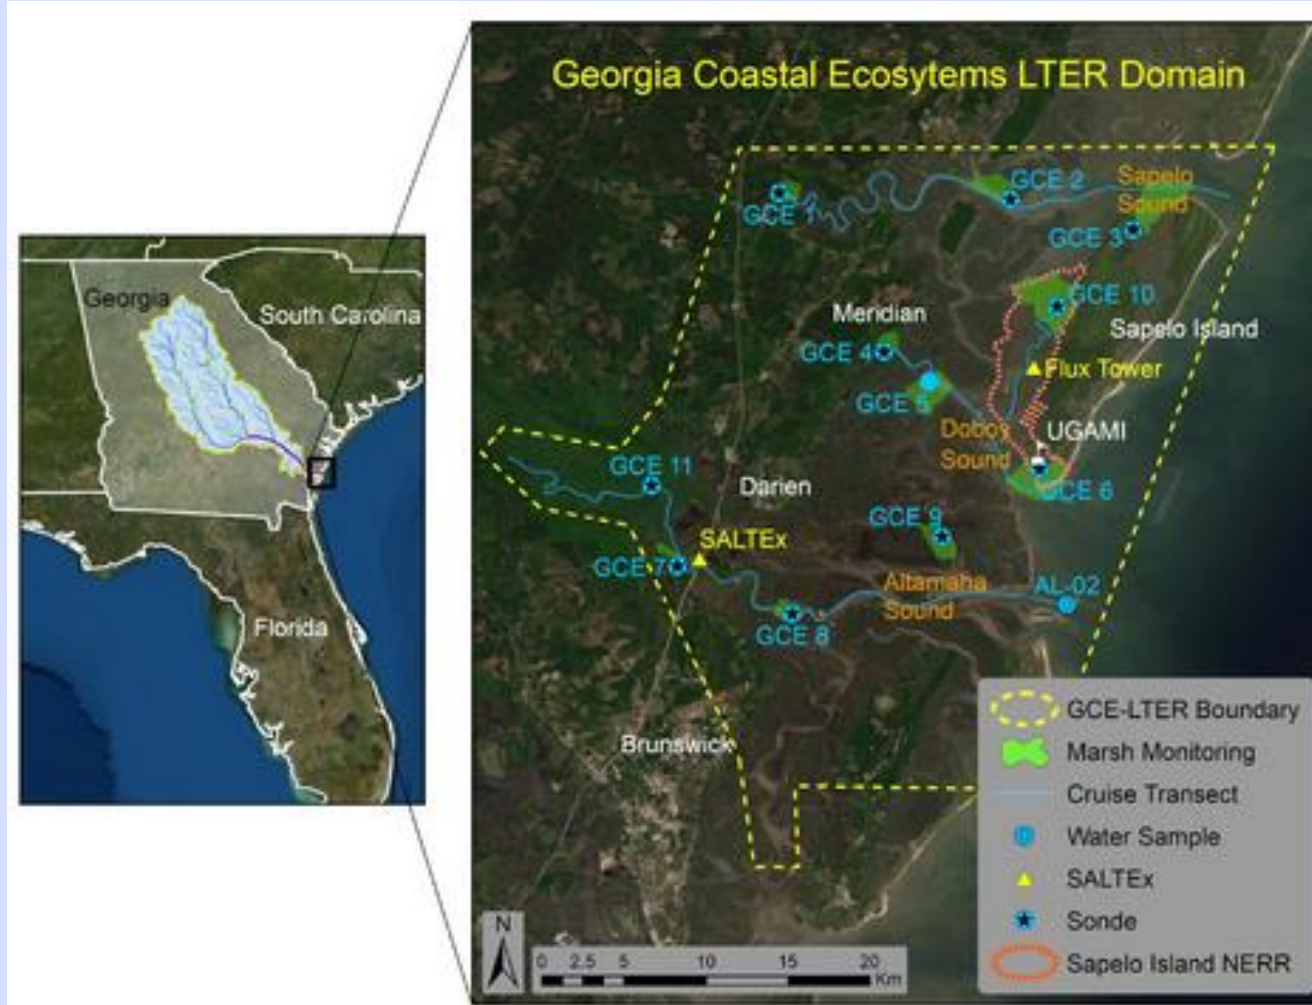 Georgia Coastal Ecosytems LTER Domain
GCE 1
GCE 2
Sapelo
Sound
GCE 3
GCE 10
Meridian
Sapelo Island
GCE 4
Flux Tower
GCE 5
Doboy
Sound
UGAMI
GCE 6
GCE 11
Darien
GCE 9
SALTEx
GCE 7
Altamaha
Sound
AL-02
GCE 8
Brunswick
Georgia
South Carolina
Florida
GCE-LTER Boundary
Marsh Monitoring
Cruise Transect
Water Sample
SALTEx
Sonde
Sapelo Island NERR
N
0 2.5 5 10 15 20
Km